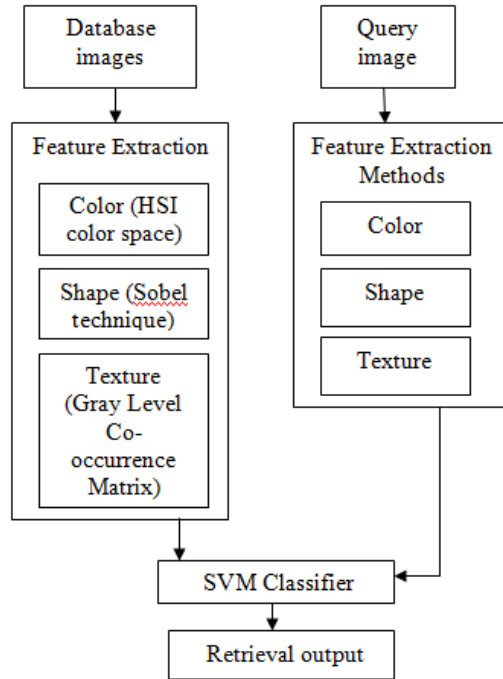 Database
images
Query
image
Feature Extraction
Color (HSI
color space)
Shape (Sobel
technique)
Texture
(Gray Level
Co-
occurrence
Matrix)
Feature Extraction
Methods
Color
Shape
Texture
SVM Classifier
Retrieval output